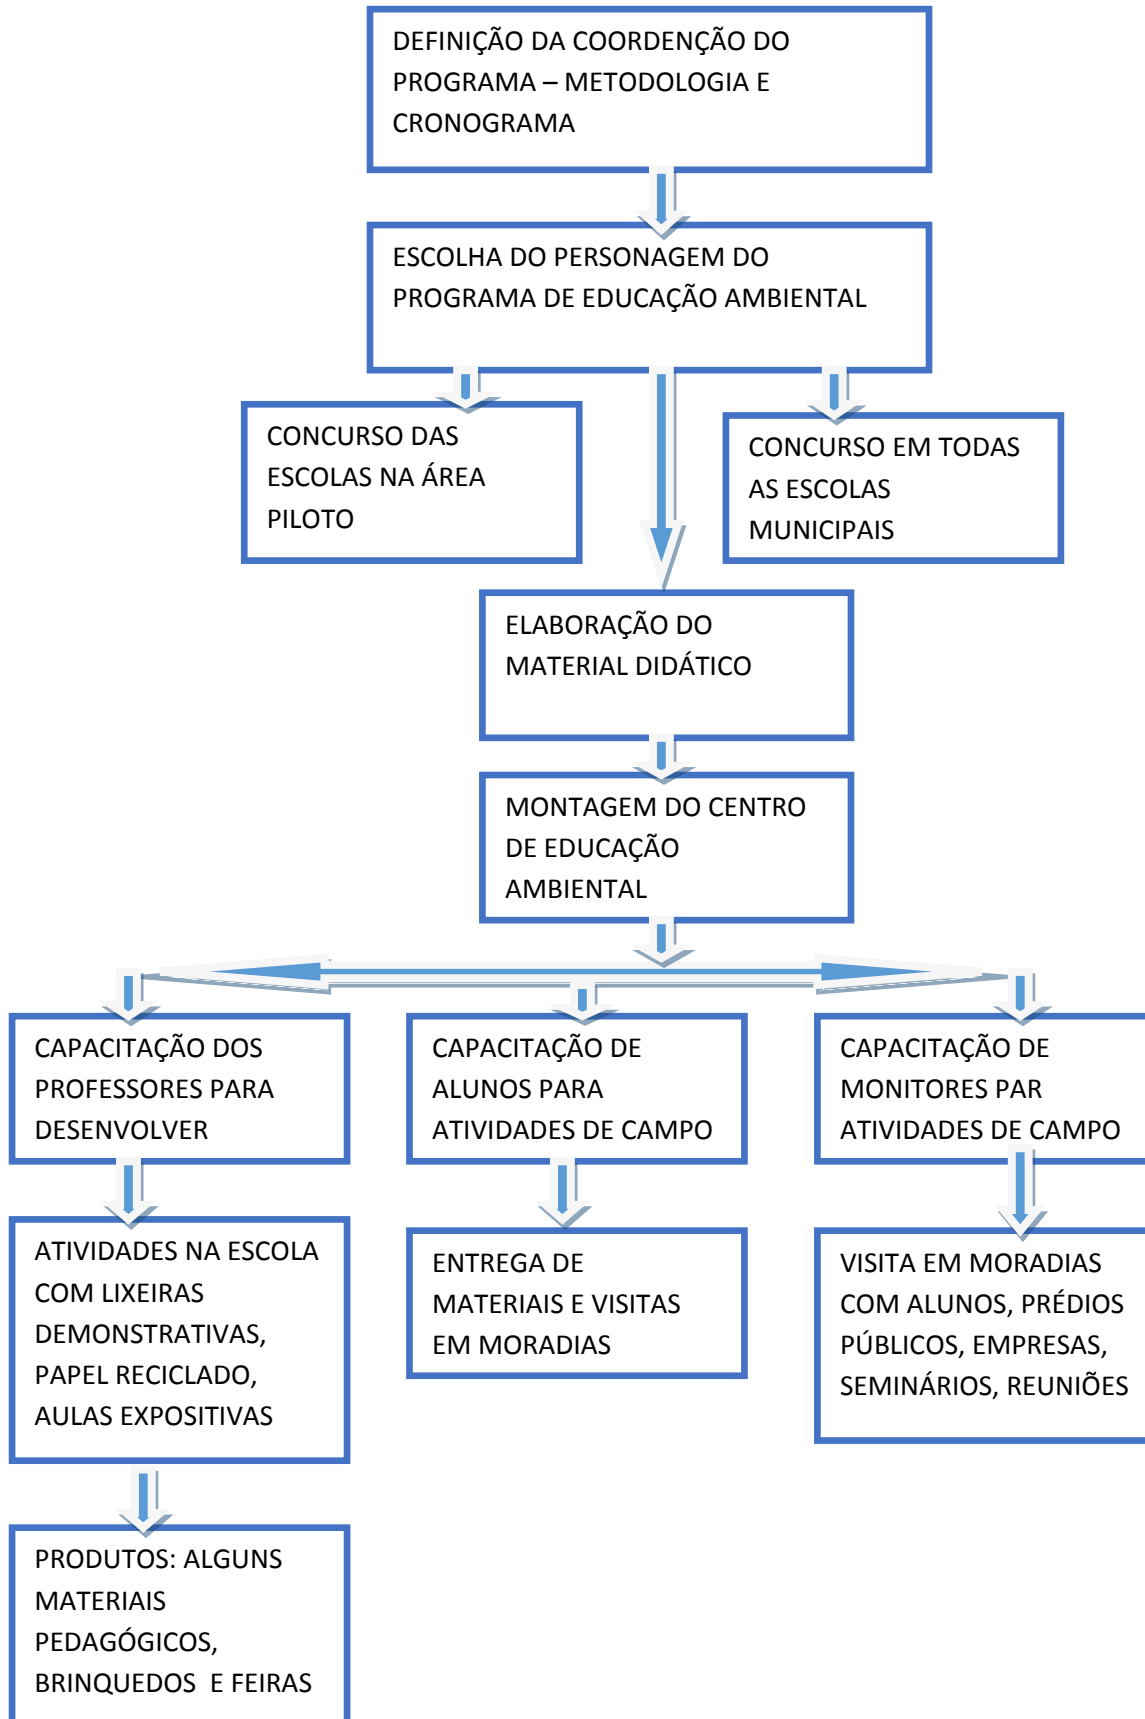 DEFINIÇÃO DA COORDENÇÃO DO
PROGRAMA – METODOLOGIA E
CRONOGRAMA
ESCOLHA DO PERSONAGEM DO
PROGRAMA DE EDUCAÇÃO AMBIENTAL
CONCURSO DAS
ESCOLAS NA ÁREA
PILOTO
CONCURSO EM TODAS
AS ESCOLAS
MUNICIPAIS
ELABORAÇÃO DO
MATERIAL DIDÁTICO
MONTAGEM DO CENTRO
DE EDUCAÇÃO
AMBIENTAL
CAPACITAÇÃO DOS
PROFESSORES PARA
DESENVOLVER
CAPACITAÇÃO DE
ALUNOS PARA
ATIVIDADES DE CAMPO
CAPACITAÇÃO DE
MONITORES PAR
ATIVIDADES DE CAMPO
ATIVIDADES NA ESCOLA
COM LIXEIRAS
DEMONSTRATIVAS,
PAPEL RECICLADO,
AULAS EXPOSITIVAS
ENTREGA DE
MATERIAIS E VISITAS
EM MORADIAS
VISITA EM MORADIAS
COM ALUNOS, PRÉDIOS
PÚBLICOS, EMPRESAS,
SEMINÁRIOS, REUNIÕES
PRODUTOS: ALGUNS
MATERIAIS
PEDAGÓGICOS,
BRINQUEDOS  E FEIRAS